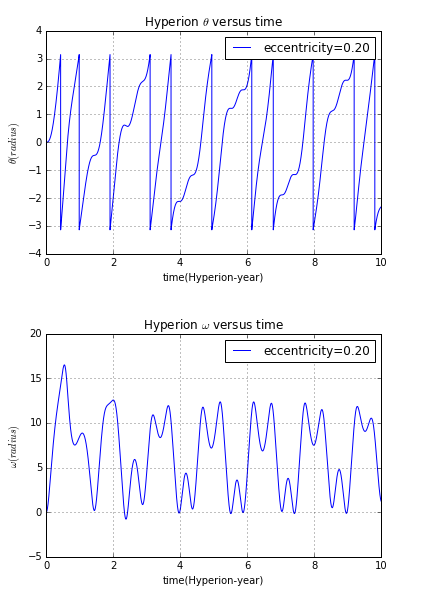 Hyperion θ versus time
4
3
2
1
0
−1
−2
−3
−4
θ(radius)
eccentricity=0.20
0 2 4 6 8 10
time(Hyperion-year)
Hyperion ω versus time
20
15
10
5
0
−5
ω(radius)
eccentricity=0.20
0 2 4 6 8 10
time(Hyperion-year)